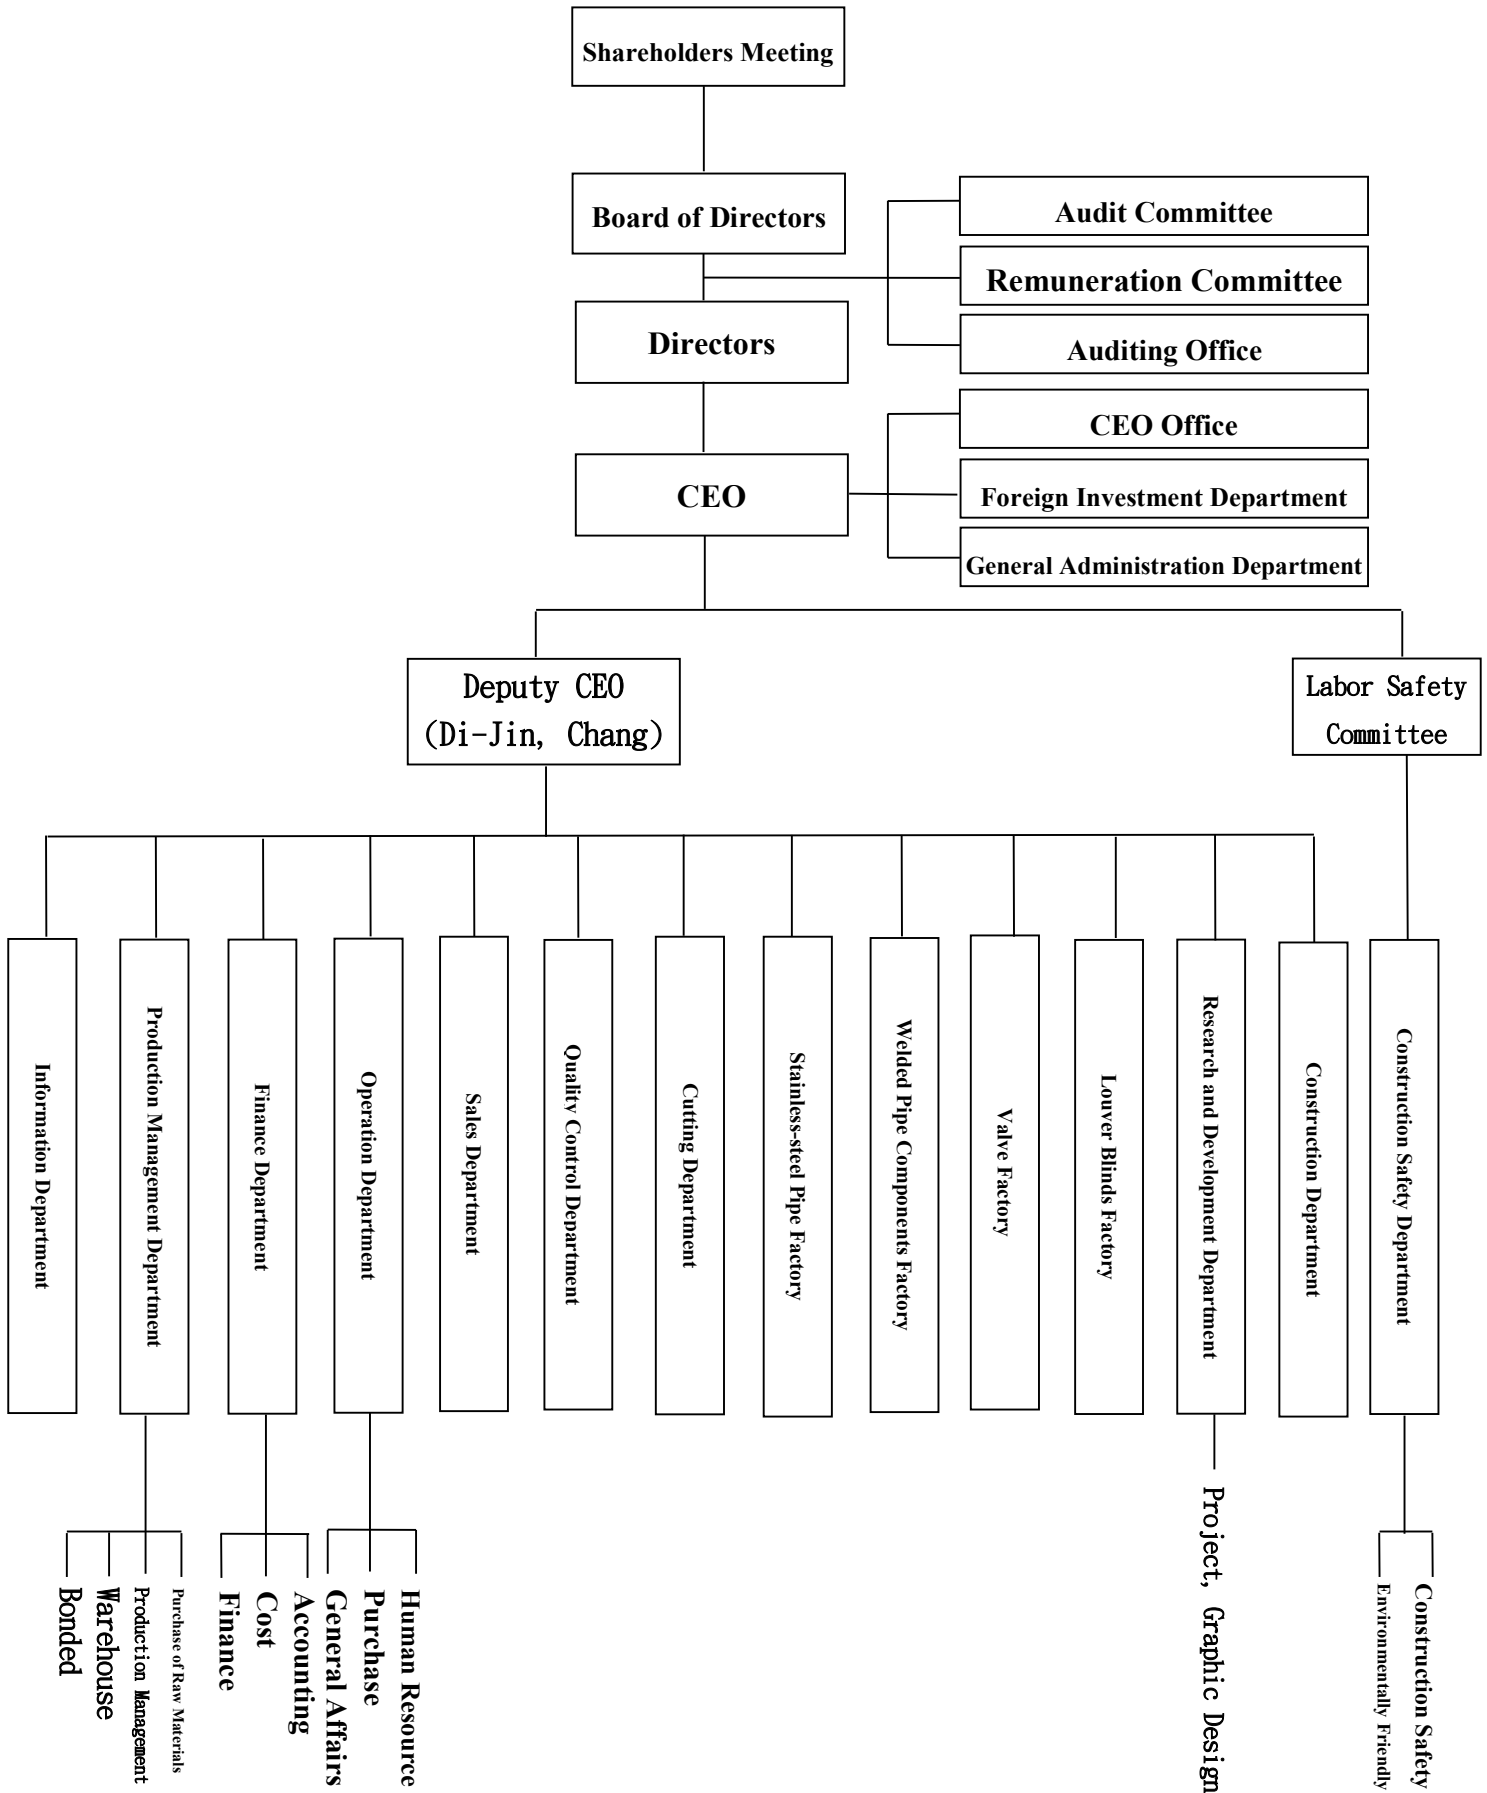 Shareholders Meeting
Board of Directors
Audit Committee
Remuneration Committee
Directors
Auditing Office
CEO Office
CEO
Foreign Investment Department
General Administration Department
Deputy CEO
(Di-Jin, Chang)
Labor Safety
Committee
Information Department
Production Management Department
Finance Department
Operation Department
Sales Department
Quality Control Department
Cutting Department
Stainless-steel Pipe Factory
Welded Pipe Components Factory
Valve Factory
Louver Blinds Factory
Research and Development Department
Construction Department
Construction Safety Department
Bonded
Warehouse
Production Management
Purchase of Raw Materials
Finance
Cost
Accounting
General Affairs
Purchase
Human Resource
Project, Graphic Design
Environmentally Friendly
Construction Safety